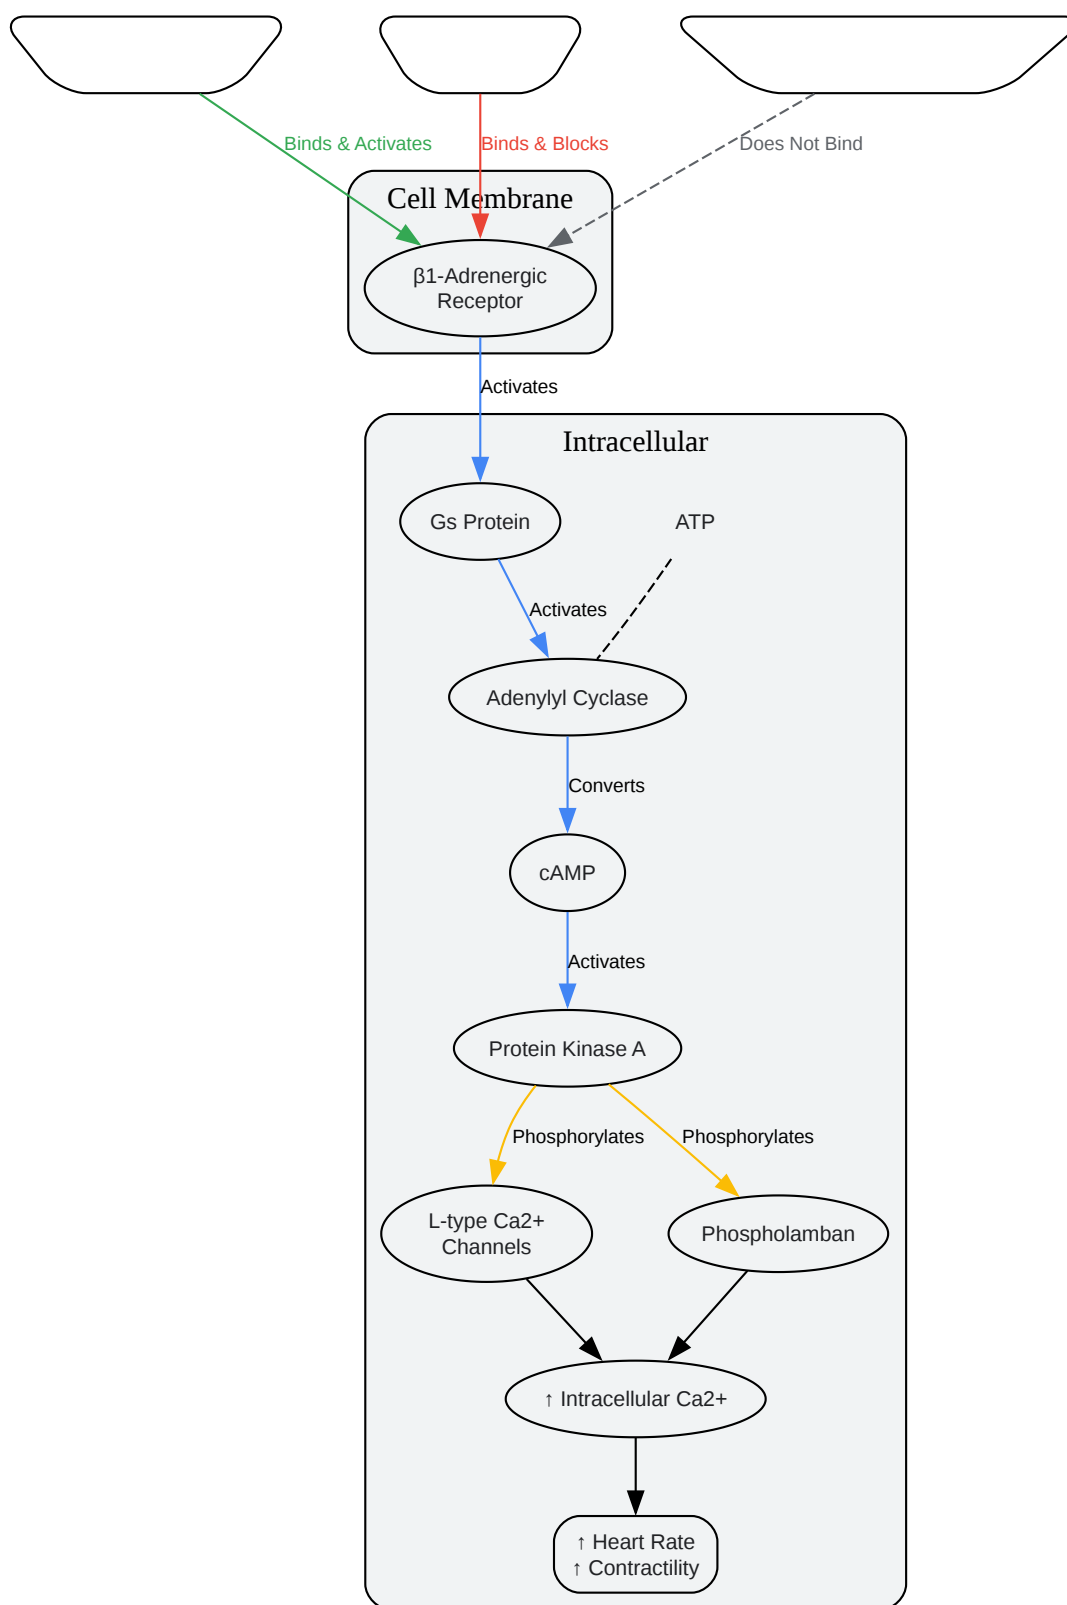 Binds & Activates
Binds & Blocks
Does Not Bind
Cell Membrane
β1-Adrenergic
Receptor
Activates
Intracellular
Gs Protein
ATP
Activates
Adenylyl Cyclase
Converts
cAMP
Activates
Protein Kinase A
Phosphorylates
Phosphorylates
L-type Ca2+
Channels
Phospholamban
↑ Intracellular Ca2+
↑ Heart Rate
↑ Contractility